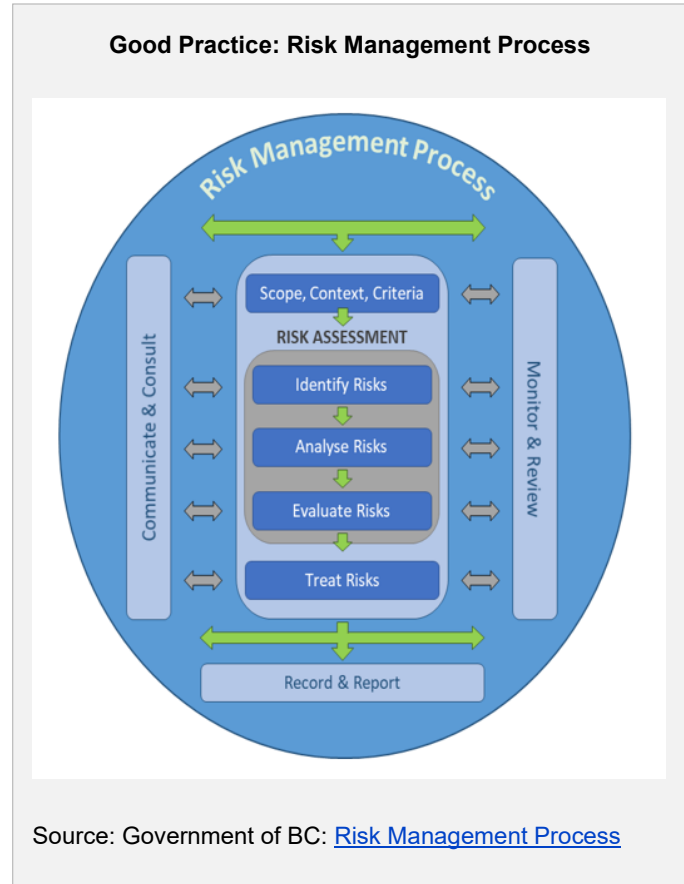 Good Practice: Risk Management Process
Risk Management Process
Scope, Context, Criteria
RISK ASSESSMENT
Identify Risks
Analyse Risks
Evaluate Risks
Treat Risks
Communicate & Consult
Monitor & Review
Record & Report
Source: Government of BC: Risk Management Process